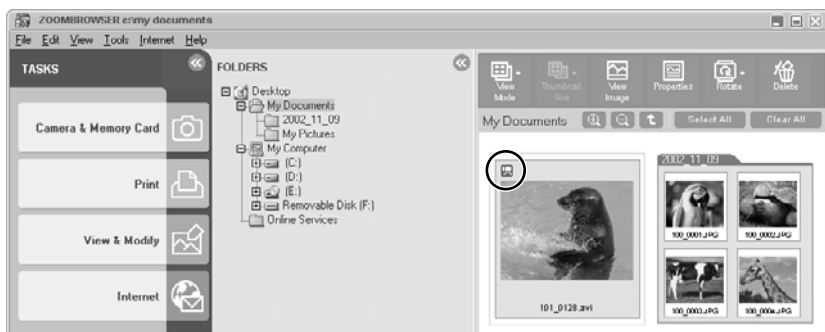 ZOOMBROWSER c:\my documents
File Edit View Tools Internet Help
TASKS
Camera & Memory Card
Print
View & Modify
Internet
FOLDERS
Desktop
My Documents
2002_11_09
My Pictures
My Computer
(C:)
(D:)
(E:)
Removable Disk (F:)
Online Services
View Mode
Thumbnail Size
View Image
Properties
Rotate
Delete
My Documents Select All Clear All
101_0128.avi
2002_11_09
100_0001.JPG 100_0002.JPG
100_0003.JPG 100_0004.JPG